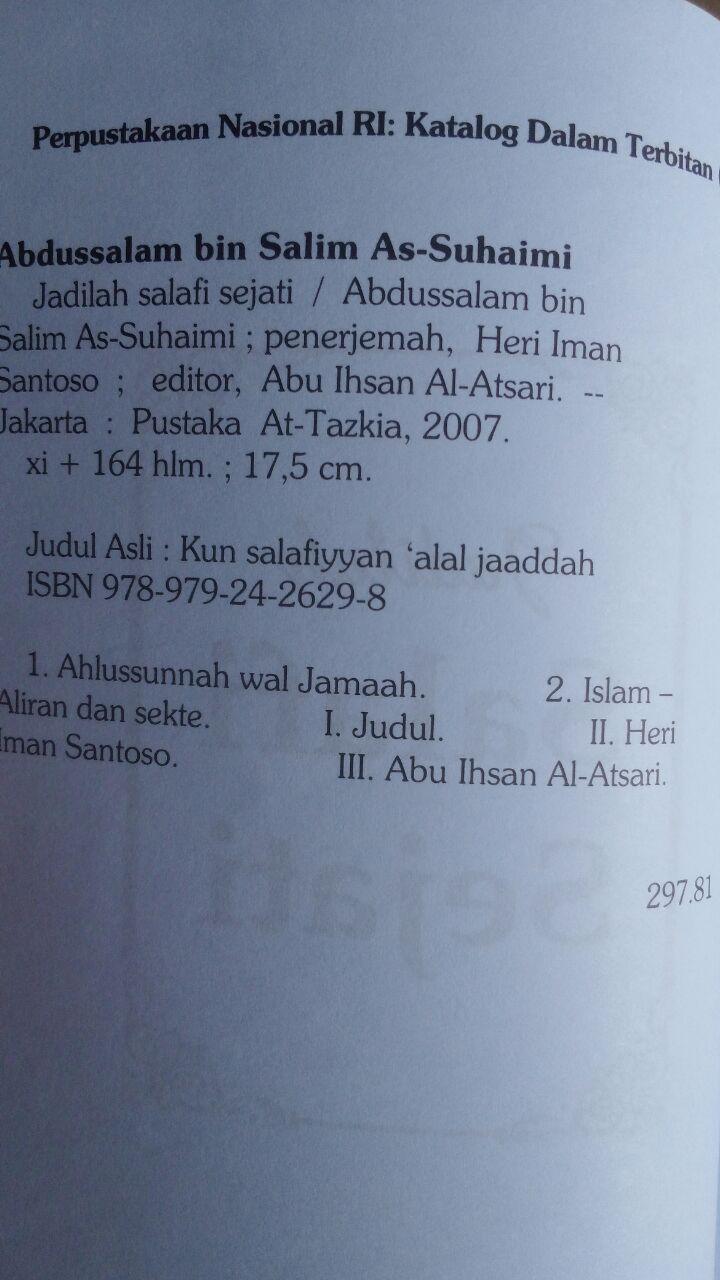 Perpustakaan Nasional RI: Katalog Dalam Terbitan (
Abdussalam bin Salim As-Suhaimi
Jadilah salafi sejati / Abdussalam bin
Salim As-Suhaimi ; penerjemah, Heri Iman
Santoso ; editor, Abu Ihsan Al-Atsari. --
Jakarta : Pustaka At-Tazkia, 2007.
xi + 164 hlm. ; 17,5 cm.
Judul Asli : Kun salafiyyan ‘alal jaaddah
ISBN 978-979-24-2629-8
1. Ahlussunnah wal Jamaah. 2. Islam –
Aliran dan sekte. I. Judul. II. Heri
Iman Santoso. III. Abu Ihsan Al-Atsari.
297.81